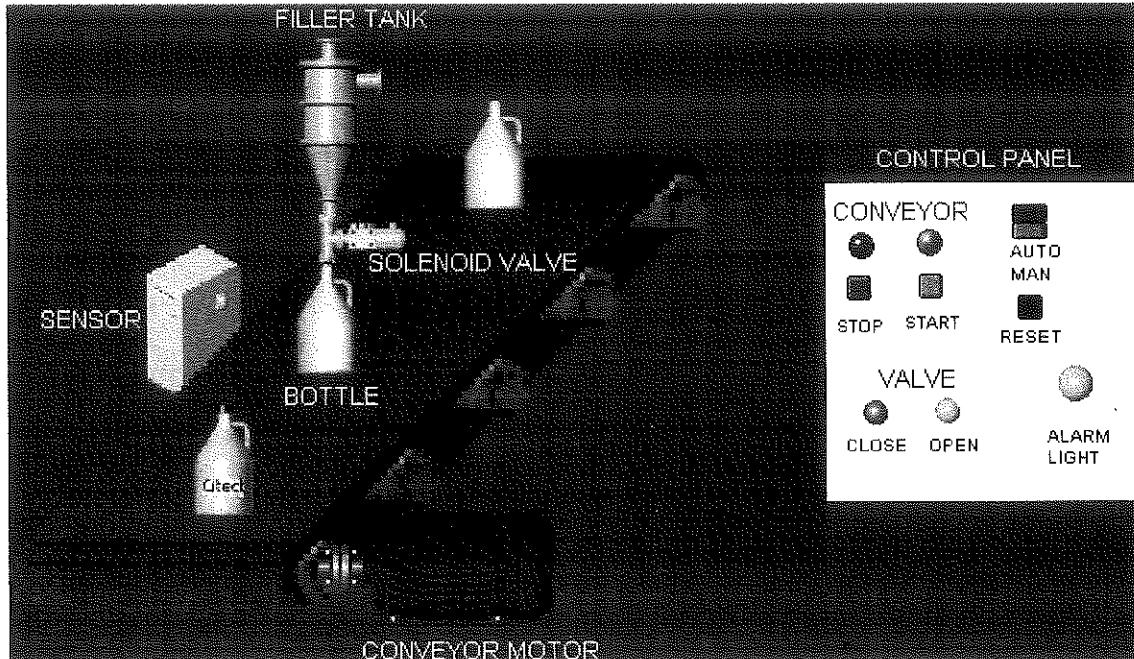 FILLER TANK
CONTROL PANEL
CONVEYOR
AUTO
MAN
SOLENOID VALVE
SENSOR
STOP
START
RESET
VALVE
BOTTLE
CLOSE
OPEN
ALARM
LIGHT
Citect
CONVEYOR MOTOR